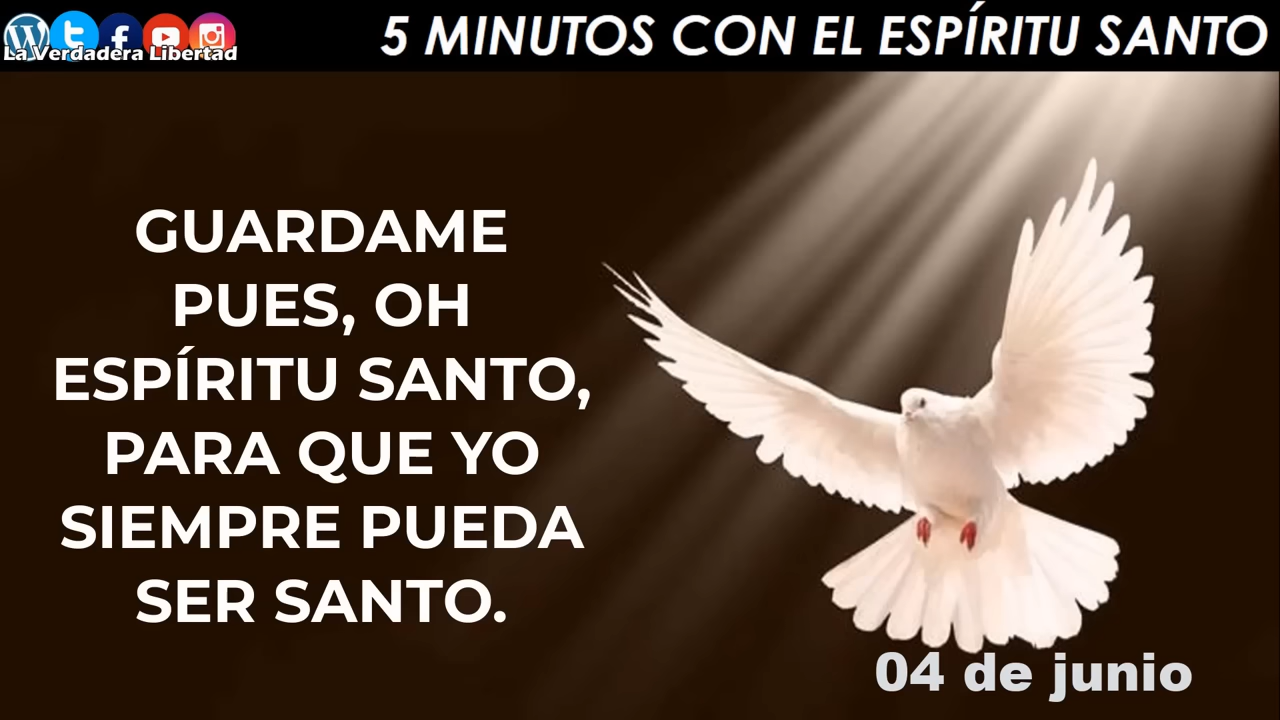 5 MINUTOS CON EL ESPÍRITU SANTO
La Verdadera Libertad
GUARDAME
PUES, OH
ESPÍRITU SANTO,
PARA QUE YO
SIEMPRE PUEDA
SER SANTO.
04 de junio